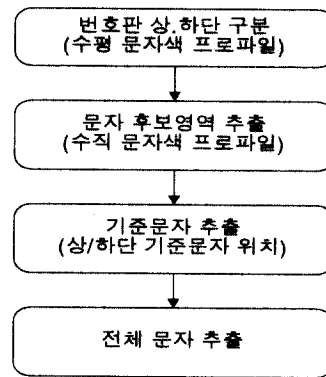 번호판 상.하단 구분
(수평 문자색 프로파일)
문자 후보영역 추출
(수직 문자색 프로파일)
기준문자 추출
(상/하단 기준문자 위치)
전체 문자 추출